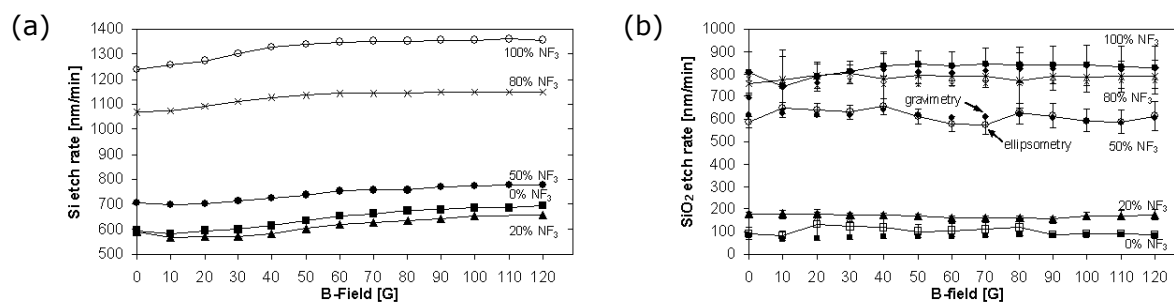 (a)
Si etch rate [nm/min]
1400
1300
1200
1100
1000
900
800
700
600
500
100% NF3
80% NF3
50% NF3
0% NF3
20% NF3
0 10 20 30 40 50 60 70 80 90 100 110 120
B-Field [G]
(b)
SiO2 etch rate [nm/min]
1000
900
800
700
600
500
400
300
200
100
0
100% NF3
80% NF3
gravimetry
ellipsometry
50% NF3
20% NF3
0% NF3
0 10 20 30 40 50 60 70 80 90 100 110 120
B-field [G]